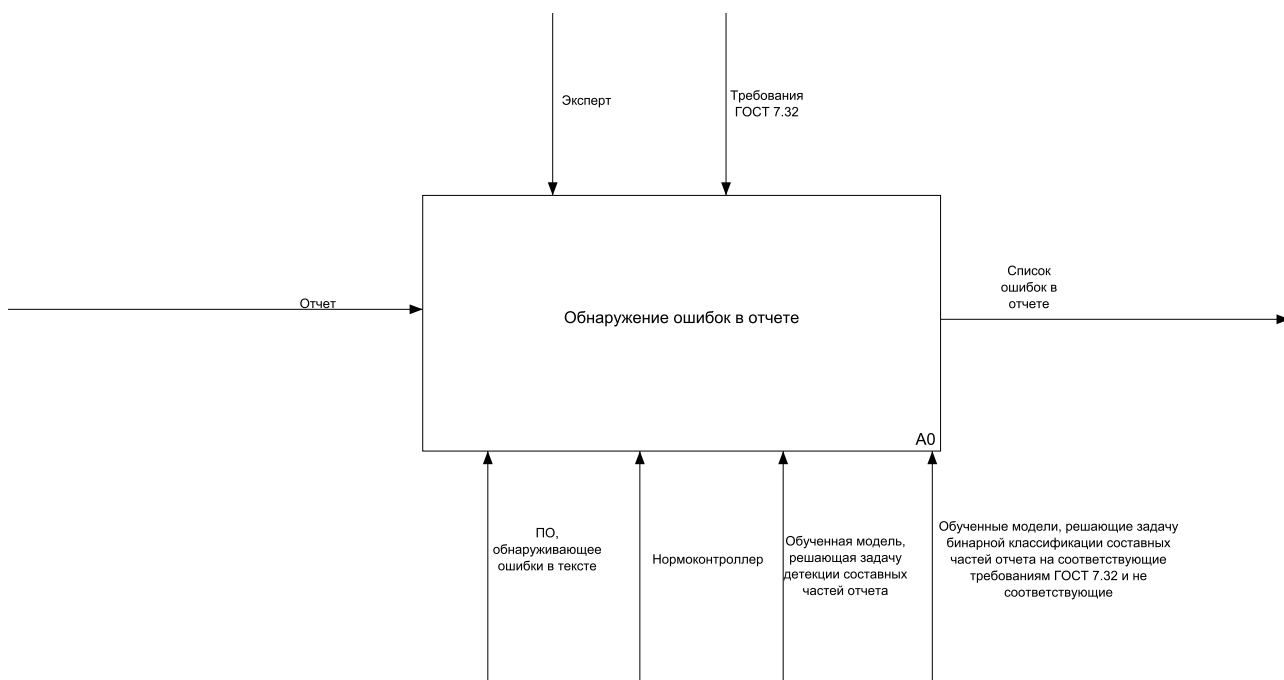 Эксперт
Требования
ГОСТ 7.32
Отчет
Обнаружение ошибок в отчете
A0
Список
ошибок в
отчете
ПО,
обнаруживающее
ошибки в тексте
Нормоконтроллер
Обученная модель,
решающая задачу
детекции составных
частей отчета
Обученные модели, решающие задачу
бинарной классификации составных
частей отчета на соответствующие
требованиям ГОСТ 7.32 и не
соответствующие